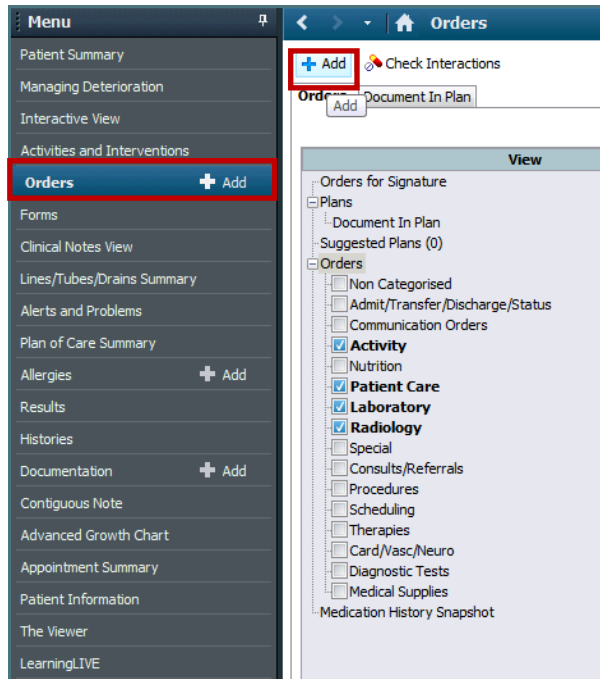 Menu
Patient Summary
Managing Deterioration
Interactive View
Activities and Interventions
Orders Add
Forms
Clinical Notes View
Lines/Tubes/Drains Summary
Alerts and Problems
Plan of Care Summary
Allergies Add
Results
Histories
Documentation Add
Contiguous Note
Advanced Growth Chart
Appointment Summary
Patient Information
The Viewer
LearningLIVE
Orders
Add Check Interactions
Orders Document In Plan
Add
View
Orders for Signature
Plans
Document In Plan
Suggested Plans (0)
Orders
Non Categorised
Admit/Transfer/Discharge/Status
Communication Orders
Activity
Nutrition
Patient Care
Laboratory
Radiology
Special
Consults/Referrals
Procedures
Scheduling
Therapies
Card/Vasc/Neuro
Diagnostic Tests
Medical Supplies
Medication History Snapshot